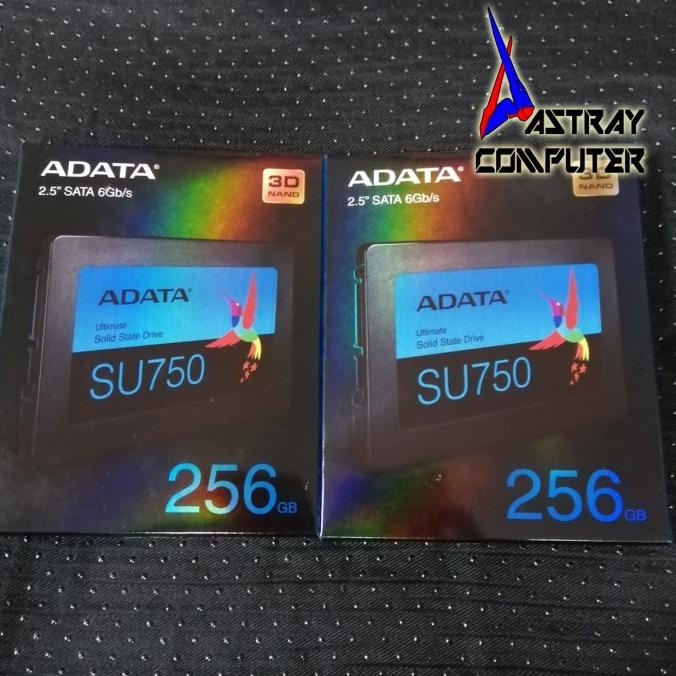 ASTRAY
COMPUTER
ADATA®
2.5" SATA 6Gb/s
3D
NAND
ADATA®
Ultimate
Solid State Drive
SU750
256GB
ADATA®
2.5" SATA 6Gb/s
3D
NAND
ADATA®
Ultimate
Solid State Drive
SU750
256GB